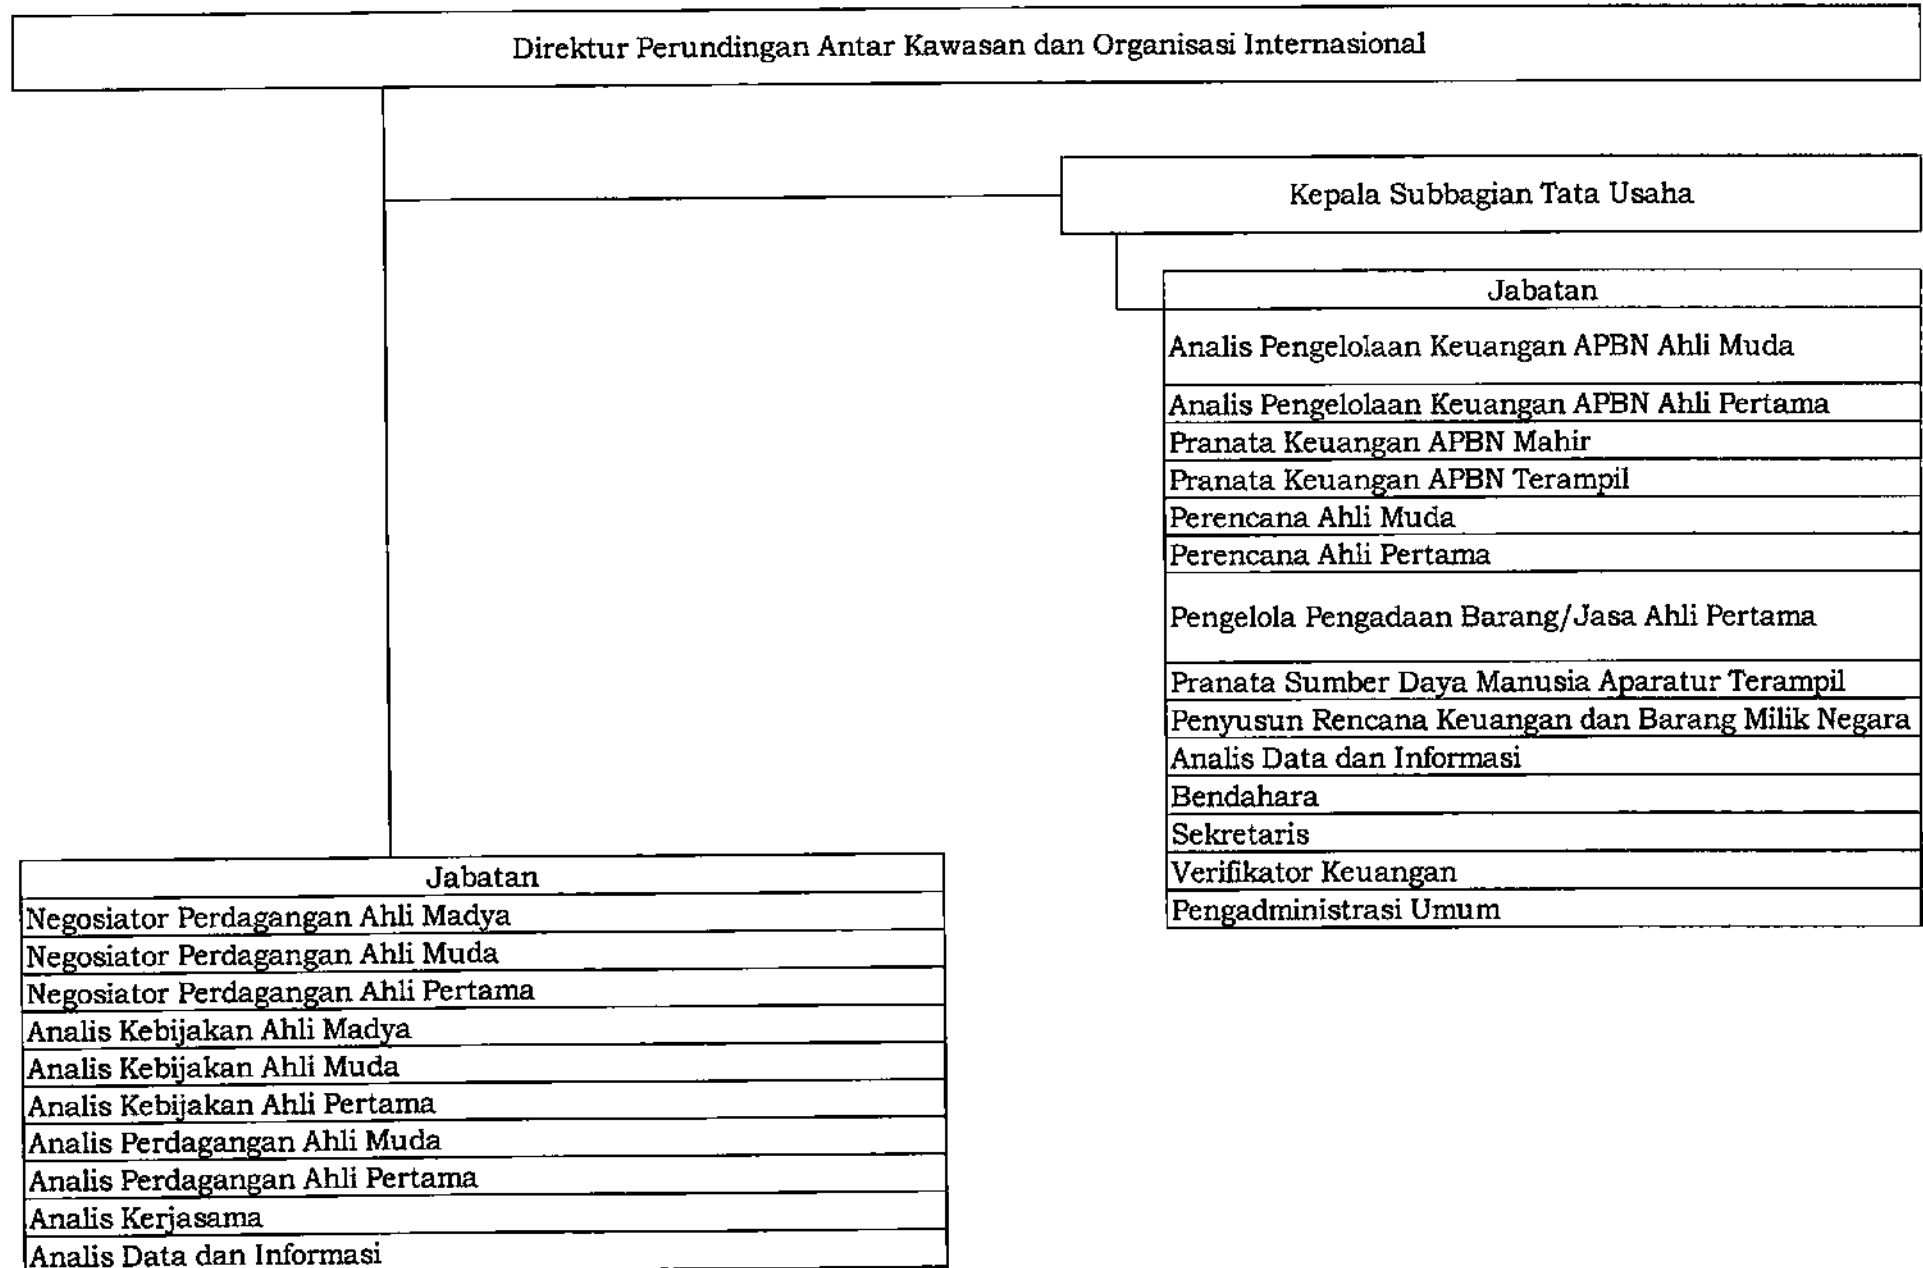 Direktur Perundingan Antar Kawasan dan Organisasi Internasional
Kepala Subbagian Tata Usaha
Jabatan
Analis Pengelolaan Keuangan APBN Ahli Muda
Analis Pengelolaan Keuangan APBN Ahli Pertama
Pranata Keuangan APBN Mahir
Pranata Keuangan APBN Terampil
Perencana Ahli Muda
Perencana Ahli Pertama
Pengelola Pengadaan Barang/Jasa Ahli Pertama
Pranata Sumber Daya Manusia Aparatur Terampil
Penyusun Rencana Keuangan dan Barang Milik Negara
Analis Data dan Informasi
Bendahara
Sekretaris
Verifikator Keuangan
Pengadministrasi Umum
Jabatan
Negosiator Perdagangan Ahli Madya
Negosiator Perdagangan Ahli Muda
Negosiator Perdagangan Ahli Pertama
Analis Kebijakan Ahli Madya
Analis Kebijakan Ahli Muda
Analis Kebijakan Ahli Pertama
Analis Perdagangan Ahli Muda
Analis Perdagangan Ahli Pertama
Analis Kerjasama
Analis Data dan Informasi